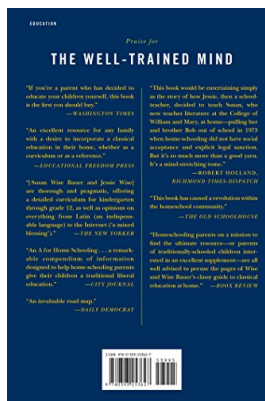 EDUCATION
Praise for
THE WELL-TRAINED MIND
"If you're a parent who has decided to
educate your children yourself, this book
is the first you should buy."
—WASHINGTON TIMES
"An excellent resource for any family
with a desire to incorporate a classical
education in their home, whether as a
curriculum or as a reference."
—EDUCATIONAL FREEDOM PRESS
"[Susan Wise Bauer and Jessie Wise]
are thorough and pragmatic, offering
a detailed curriculum for kindergarten
through grade 12, as well as opinions on
everything from Latin (an indispens-
able language) to the Internet ('a mixed
blessing')." —THE NEW YORKER
"An A for Home Schooling . . . a remark-
able compendium of information
designed to help home-schooling parents
give their children a traditional liberal
education." —CITY JOURNAL
"An invaluable road map."
—DAILY DEMOCRAT
"This book would be entertaining simply
as the story of how Jessie, then a school-
teacher, decided to teach Susan, who
now teaches literature at the College of
William and Mary, at home—pulling her
and brother Bob out of school in 1973
when home schooling did not have social
acceptance and explicit legal sanction.
But it's so much more than a good yarn.
It's a mind-stretching tome."
—ROBERT HOLLAND,
RICHMOND TIMES-DISPATCH
"This book has caused a revolution within
the homeschool community."
—THE OLD SCHOOLHOUSE
"Homeschooling parents on a mission to
find the ultimate resource—or parents
of traditionally-schooled children inter-
ested in an excellent supplement—are all
well advised to peruse the pages of Wise
and Wise Bauer's classy guide to classical
education at home." —BOOX REVIEW
53995